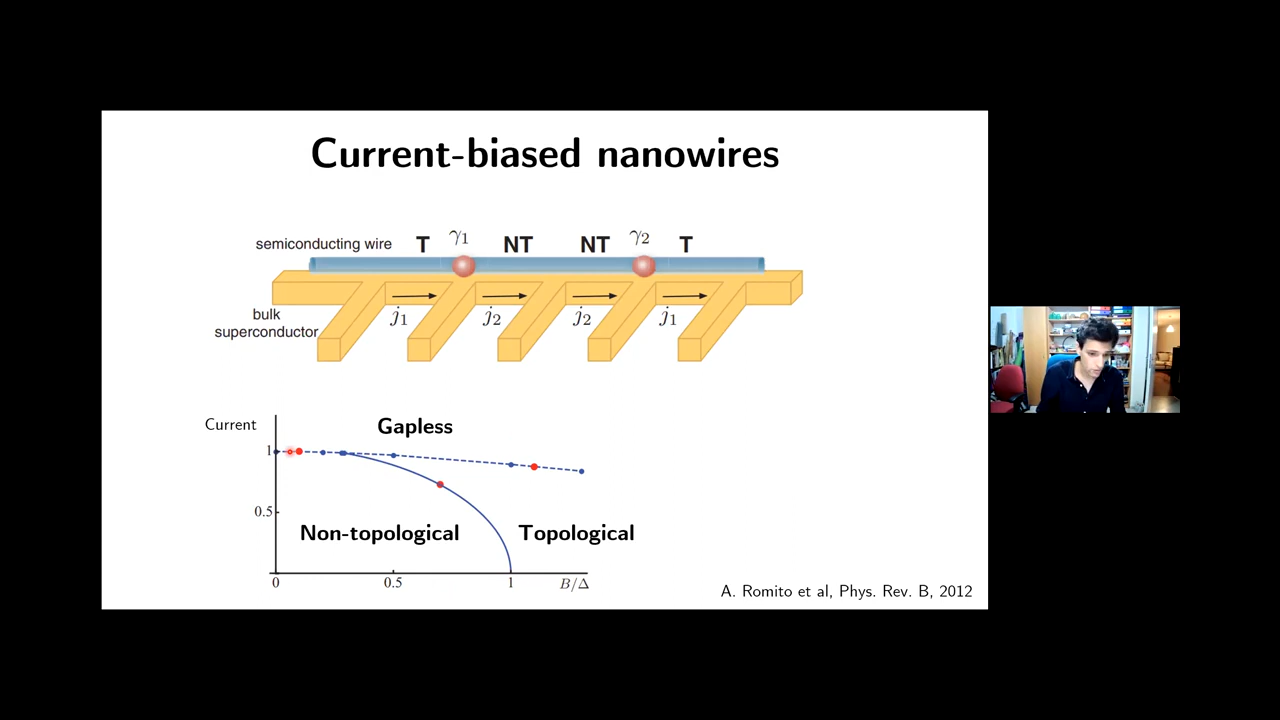 Current-biased nanowires
semiconducting wire T γ1 NT NT γ2 T
bulk
superconductor
j1 j2 j2 j1
Current
Gapless
1
0.5
Non-topological Topological
0 0.5 1 B/Δ
A. Romito et al, Phys. Rev. B, 2012